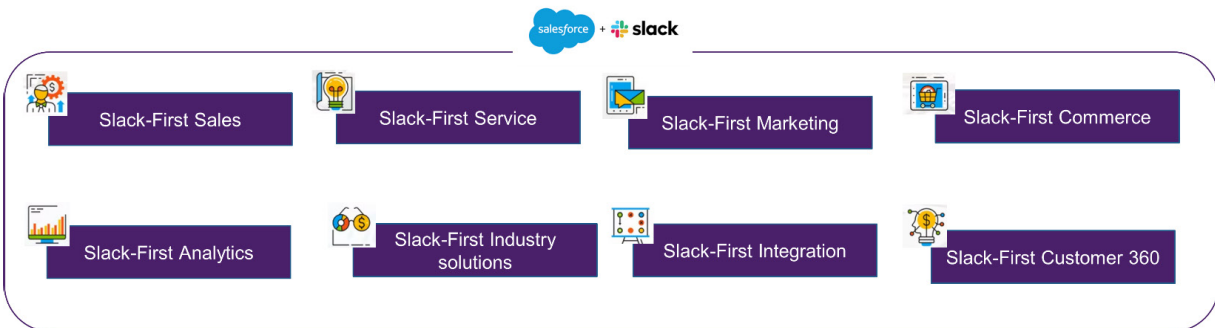 salesforce + slack
Slack-First Sales
Slack-First Service
Slack-First Marketing
Slack-First Commerce
Slack-First Analytics
Slack-First Industry
solutions
Slack-First Integration
Slack-First Customer 360